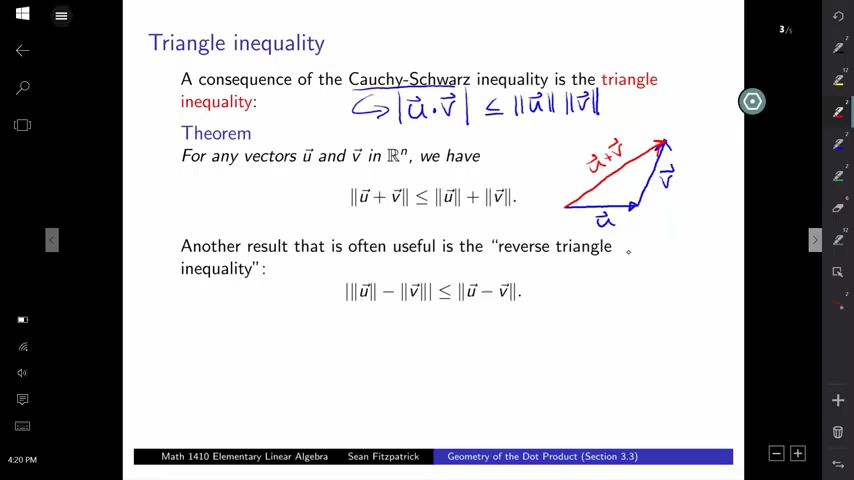 3/5
Triangle inequality
A consequence of the Cauchy-Schwarz inequality is the triangle
inequality:
↪ |u⃗·v⃗| ≤ ‖u⃗‖ ‖v⃗‖
Theorem
For any vectors u⃗ and v⃗ in ℝⁿ, we have
‖u⃗ + v⃗‖ ≤ ‖u⃗‖ + ‖v⃗‖.
u⃗+v⃗
v⃗
u⃗
Another result that is often useful is the “reverse triangle
inequality”:
|‖u⃗‖ − ‖v⃗‖| ≤ ‖u⃗ − v⃗‖.
4:20 PM
Math 1410 Elementary Linear Algebra Sean Fitzpatrick Geometry of the Dot Product (Section 3.3)